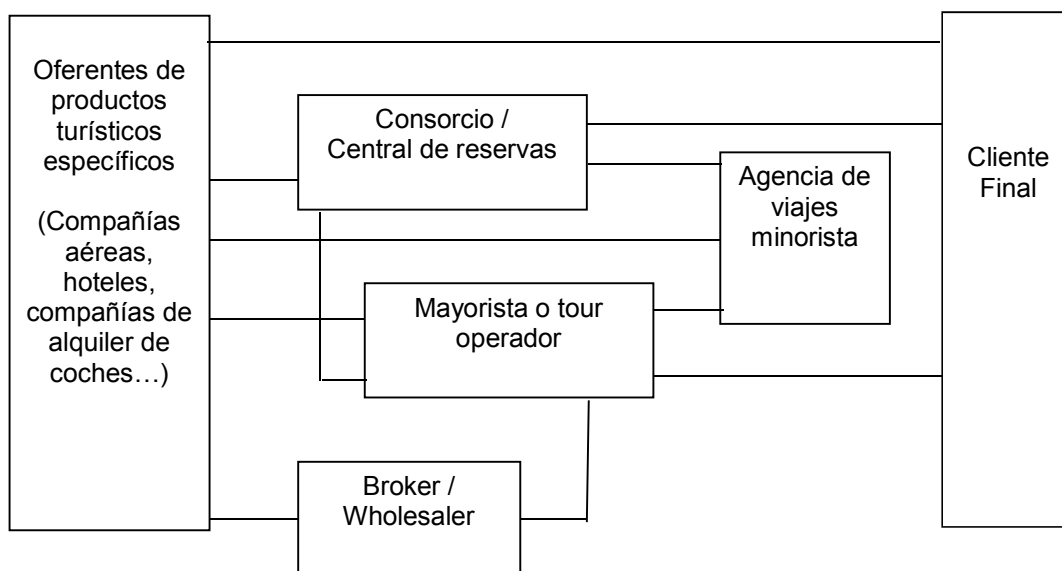 Oferentes de
productos
turísticos
específicos
(Compañías
aéreas,
hoteles,
compañías de
alquiler de
coches…)
Consorcio /
Central de reservas
Agencia de
viajes
minorista
Mayorista o tour
operador
Broker /
Wholesaler
Cliente
Final